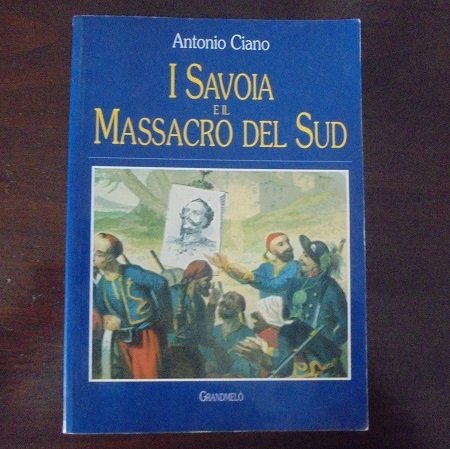 Antonio Ciano
I SAVOIA
E IL
MASSACRO DEL SUD
GRANDMELÒ